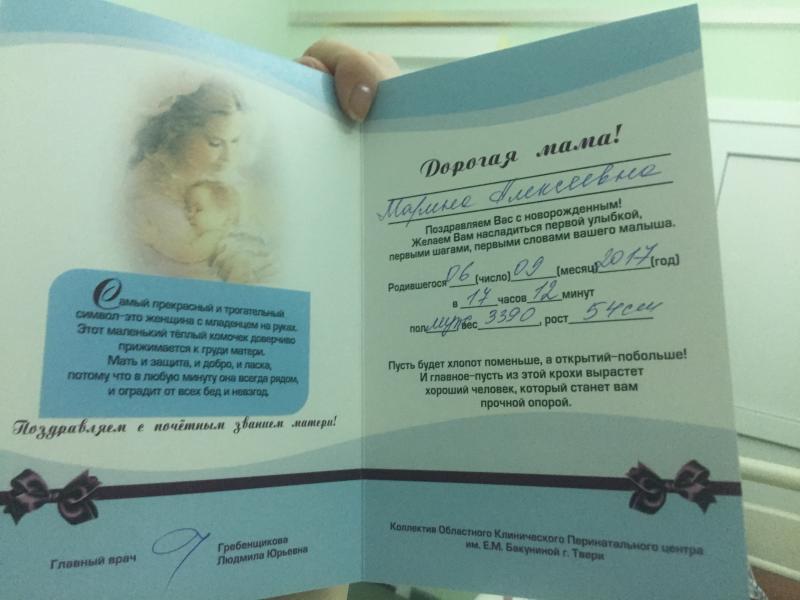 Самый прекрасный и трогательный
символ-это женщина с младенцем на руках.
Этот маленький тёплый комочек доверчиво
прижимается к груди матери.
Мать и защита, и добро, и ласка,
потому что в любую минуту она всегда рядом,
и оградит от всех бед и невзгод.
Поздравляем с почётным званием матери!
Главный врач
Гребенщикова
Людмила Юрьевна
Дорогая мама!
Марина Алексеевна
Поздравляем Вас с новорожденным!
Желаем Вам насладиться первой улыбкой,
первыми шагами, первыми словами вашего малыша.
Родившегося 06 (число) 09 (месяц) 2017 (год)
в 17 часов 12 минут
пол муж вес 3390, рост 54см
Пусть будет хлопот поменьше, а открытий-побольше!
И главное-пусть из этой крохи вырастет
хороший человек, который станет вам
прочной опорой.
Коллектив Областного Клинического Перинатального центра
им. Е.М. Бакуниной г. Твери